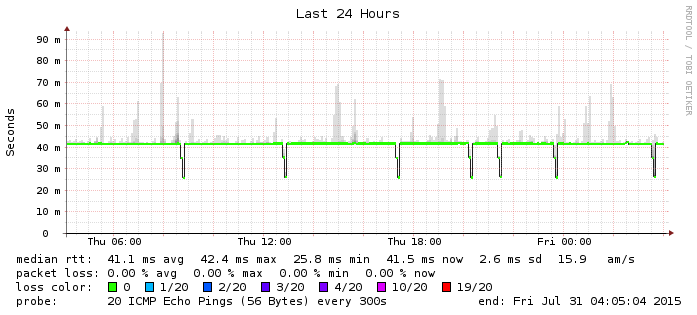 Last 24 Hours
RRDTOOL / TOBI OETIKER
Seconds
90 m
80 m
70 m
60 m
50 m
40 m
30 m
20 m
10 m
0
Thu 06:00 Thu 12:00 Thu 18:00 Fri 00:00
median rtt: 41.1 ms avg 42.4 ms max 25.8 ms min 41.5 ms now 2.6 ms sd 15.9 am/s
packet loss: 0.00 % avg 0.00 % max 0.00 % min 0.00 % now
loss color: 0 1/20 2/20 3/20 4/20 10/20 19/20
probe: 20 ICMP Echo Pings (56 Bytes) every 300s end: Fri Jul 31 04:05:04 2015